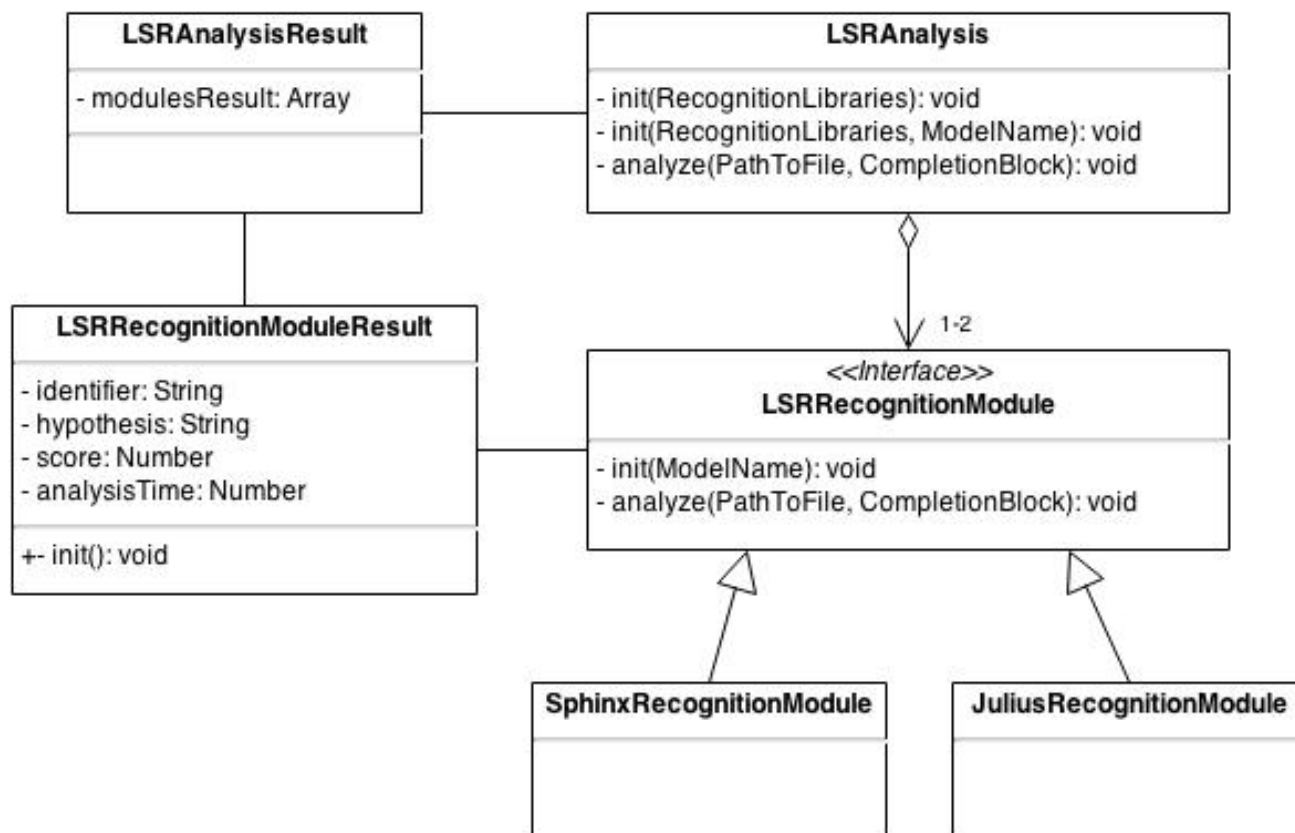 LSRAnalysisResult
- modulesResult: Array
LSRAnalysis
- init(RecognitionLibraries): void
- init(RecognitionLibraries, ModelName): void
- analyze(PathToFile, CompletionBlock): void
LSRRecognitionModuleResult
- identifier: String
- hypothesis: String
- score: Number
- analysisTime: Number
+- init(): void
1-2
<<Interface>>
LSRRecognitionModule
- init(ModelName): void
- analyze(PathToFile, CompletionBlock): void
SphinxRecognitionModule
JuliusRecognitionModule